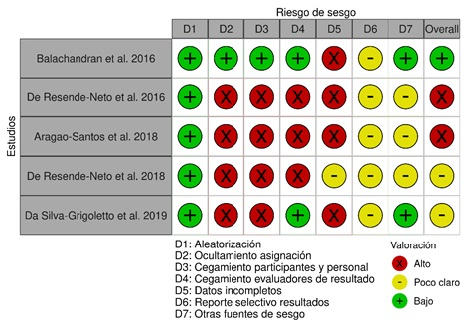 Riesgo de sesgo
D1 D2 D3 D4 D5 D6 D7 Overall
Estudios
Balachandran et al. 2016 + + + + X - + +
De Resende-Neto et al. 2016 + X X X X - - X
Aragao-Santos et al. 2018 + X X X X - - X
De Resende-Neto et al. 2018 + X X X - - - -
Da Silva-Grigoletto et al. 2019 + X X + X - + -
D1: Aleatorización
D2: Ocultamiento asignación
D3: Cegamiento participantes y personal
D4: Cegamiento evaluadores de resultado
D5: Datos incompletos
D6: Reporte selectivo resultados
D7: Otras fuentes de sesgo
Valoración
X Alto
- Poco claro
+ Bajo